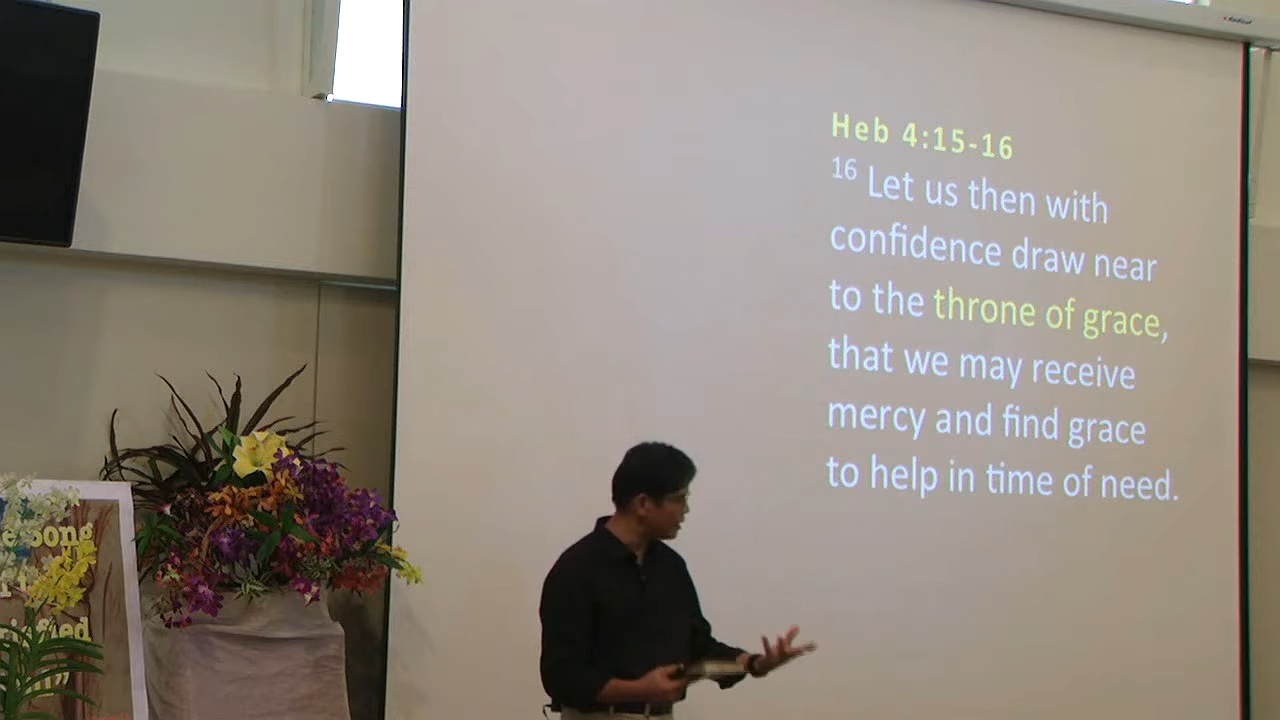 Heb 4:15-16
16 Let us then with
confidence draw near
to the throne of grace,
that we may receive
mercy and find grace
to help in time of need.
Song